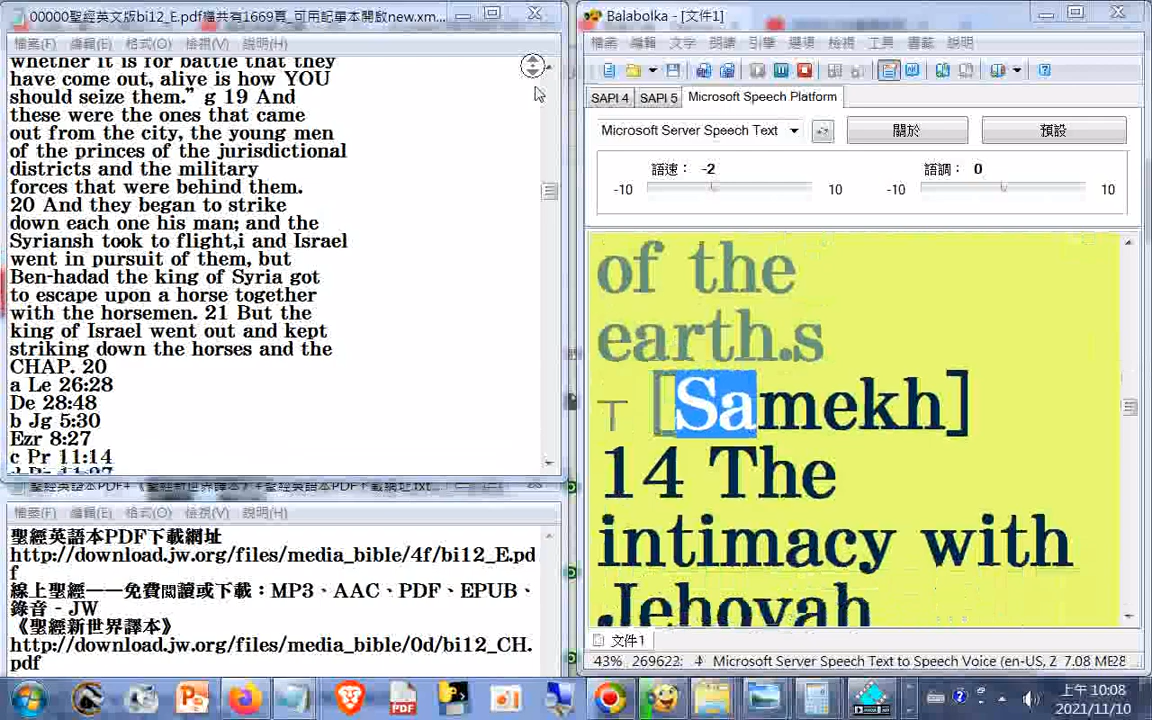 00000聖經英文版bi12_E.pdf檔共有1669頁_可用記事本開啟new.xm...
檔案(F) 編輯(E) 格式(O) 檢視(V) 說明(H)
whether it is for battle that they
have come out, alive is how YOU
should seize them.” g 19 And
these were the ones that came
out from the city, the young men
of the princes of the jurisdictional
districts and the military
forces that were behind them.
20 And they began to strike
down each one his man; and the
Syriansh took to flight,i and Israel
went in pursuit of them, but
Ben-hadad the king of Syria got
to escape upon a horse together
with the horsemen. 21 But the
king of Israel went out and kept
striking down the horses and the
CHAP. 20
a Le 26:28
De 28:48
b Jg 5:30
Ezr 8:27
c Pr 11:14
檔案(F) 編輯(E) 格式(O) 檢視(V) 說明(H)
聖經英語本PDF下載網址
http://download.jw.org/files/media_bible/4f/bi12_E.pd
f
線上聖經——免費閱讀或下載：MP3、AAC、PDF、EPUB、
錄音 - JW
《聖經新世界譯本》
http://download.jw.org/files/media_bible/0d/bi12_CH.
pdf
Balabolka - [文件1]
檔案 編輯 文字 朗讀 引擎 選項 檢視 工具 書籤 說明
SAPI 4 SAPI 5 Microsoft Speech Platform
Microsoft Server Speech Text 關於 預設
語速： -2 語調： 0
-10 10 -10 10
of the
earth.s
[Samekh]
14 The
intimacy with
Jehovah
文件1
43% 269622: Microsoft Server Speech Text to Speech Voice (en-US, Z 7.08 ME28
上午 10:08
2021/11/10